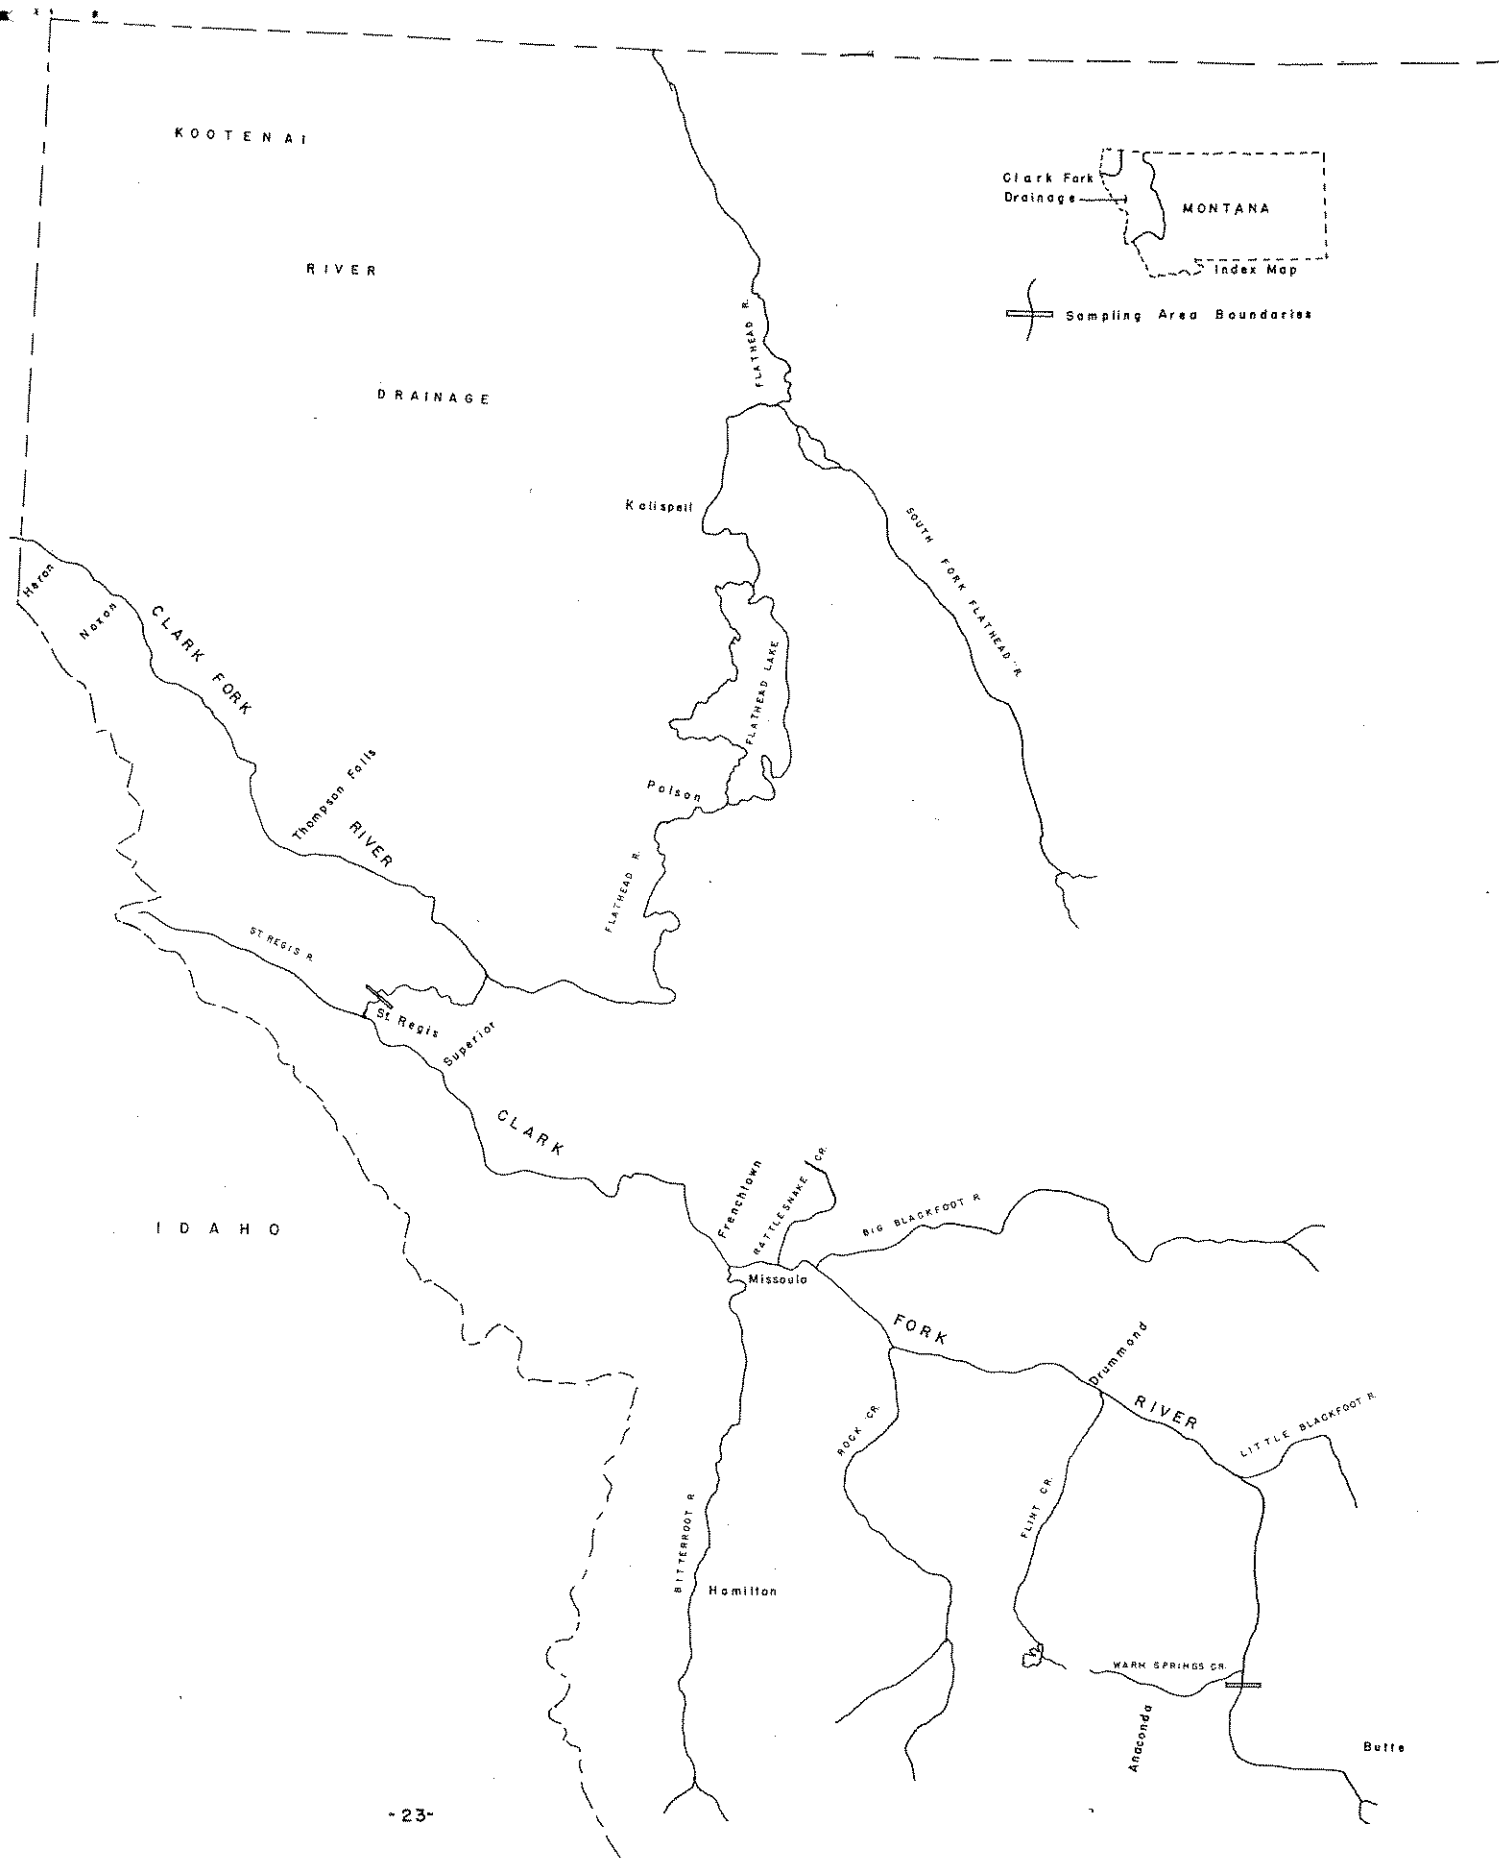 KOOTENAI
RIVER
DRAINAGE
Clark Fork
Drainage
MONTANA
Index Map
Sampling Area Boundaries
FLATHEAD R.
Kalispell
SOUTH FORK FLATHEAD R.
Heron
Noxon
CLARK FORK
RIVER
Thompson Falls
FLATHEAD LAKE
Polson
FLATHEAD R.
ST. REGIS R.
St. Regis
Superior
CLARK
FORK
RIVER
Frenchtown
RATTLESNAKE CR.
BIG BLACKFOOT R.
IDAHO
Missoula
Drummond
LITTLE BLACKFOOT R.
ROCK CR.
FLINT CR.
BITTERROOT R.
Hamilton
WARM SPRINGS CR.
Anaconda
Butte
-23-